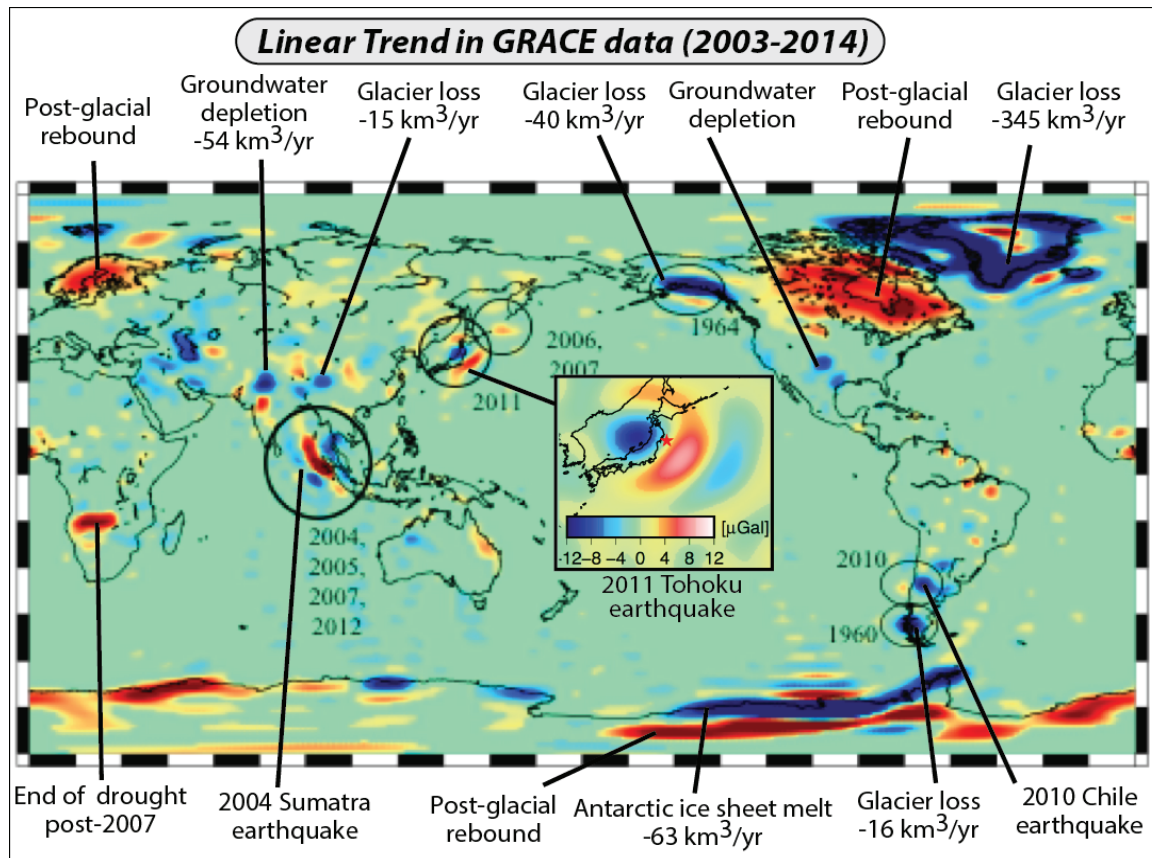 Linear Trend in GRACE data (2003-2014)
Post-glacial
rebound
Groundwater
depletion
-54 km³/yr
Glacier loss
-15 km³/yr
Glacier loss
-40 km³/yr
Groundwater
depletion
Post-glacial
rebound
Glacier loss
-345 km³/yr
1964
2006,
2007
2011
2004,
2005,
2007,
2012
[µGal]
-12 -8 -4 0 4 8 12
2011 Tohoku
earthquake
2010
1960
End of drought
post-2007
2004 Sumatra
earthquake
Post-glacial
rebound
Antarctic ice sheet melt
-63 km³/yr
Glacier loss
-16 km³/yr
2010 Chile
earthquake